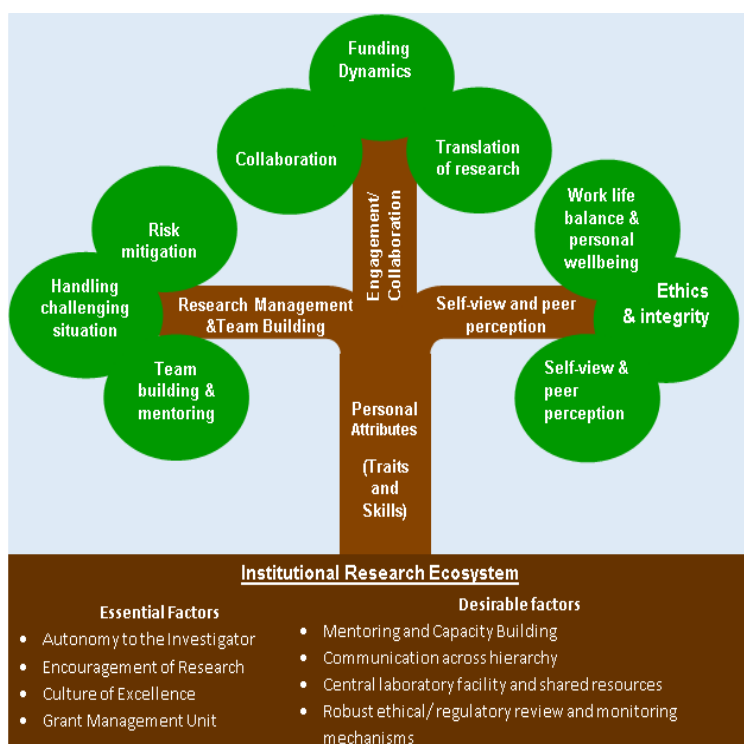 Funding
Dynamics
Collaboration
Translation
of research
Engagement/
Collaboration
Risk
mitigation
Handling
challenging
situation
Team
building &
mentoring
Research Management
&Team Building
Work life
balance &
personal
wellbeing
Ethics
& integrity
Self-view &
peer
perception
Self-view and peer
perception
Personal
Attributes
(Traits
and
Skills)
Institutional Research Ecosystem
Essential Factors
• Autonomy to the Investigator
• Encouragement of Research
• Culture of Excellence
• Grant Management Unit
Desirable factors
• Mentoring and Capacity Building
• Communication across hierarchy
• Central laboratory facility and shared resources
• Robust ethical/ regulatory review and monitoring
mechanisms